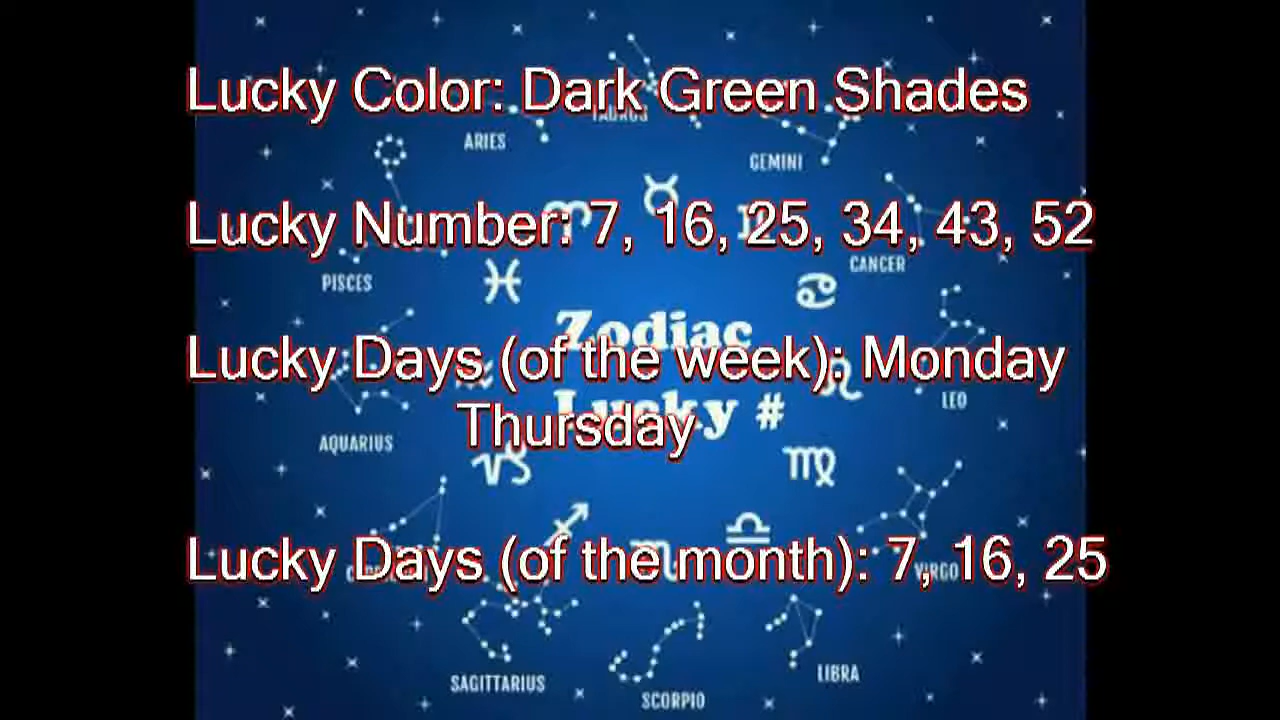 Lucky Color: Dark Green Shades
TAURUS
ARIES
GEMINI
Lucky Number: 7, 16, 25, 34, 43, 52
CANCER
PISCES
Zodiac
Lucky Days (of the week): Monday
Thursday
LEO
Lucky #
AQUARIUS
Lucky Days (of the month): 7, 16, 25
VIRGO
LIBRA
SAGITTARIUS
SCORPIO